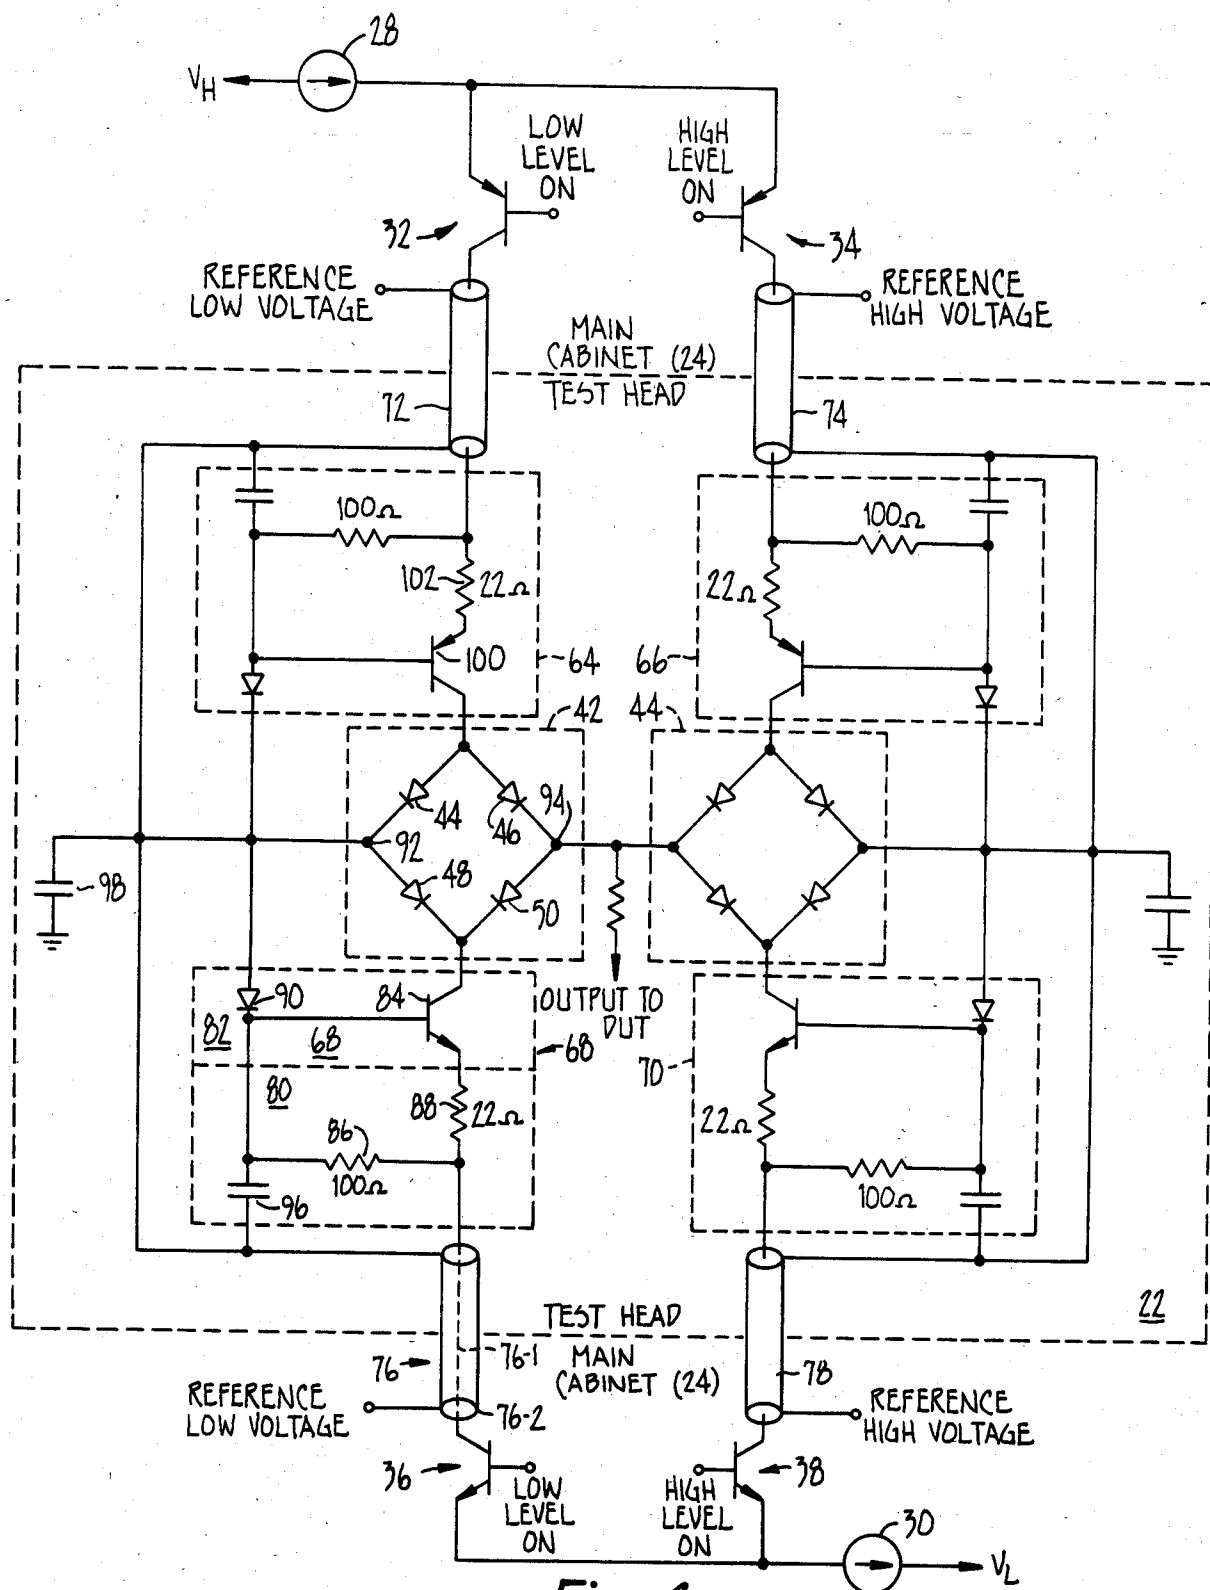 28
V_H
LOW
LEVEL
ON
HIGH
LEVEL
ON
32
34
REFERENCE
LOW VOLTAGE
REFERENCE
HIGH VOLTAGE
MAIN
CABINET (24)
TEST HEAD
72
74
100Ω
100Ω
102
22Ω
22Ω
100
64
66
42
44
44
46
94
92
48
50
98
90
84
OUTPUT TO
DUT
82
68
68
70
80
88
22Ω
22Ω
86
100Ω
100Ω
96
22
TEST HEAD
MAIN
CABINET (24)
76
76-1
78
REFERENCE
LOW VOLTAGE
76-2
REFERENCE
HIGH VOLTAGE
36
38
LOW
LEVEL
ON
HIGH
LEVEL
ON
30
V_L